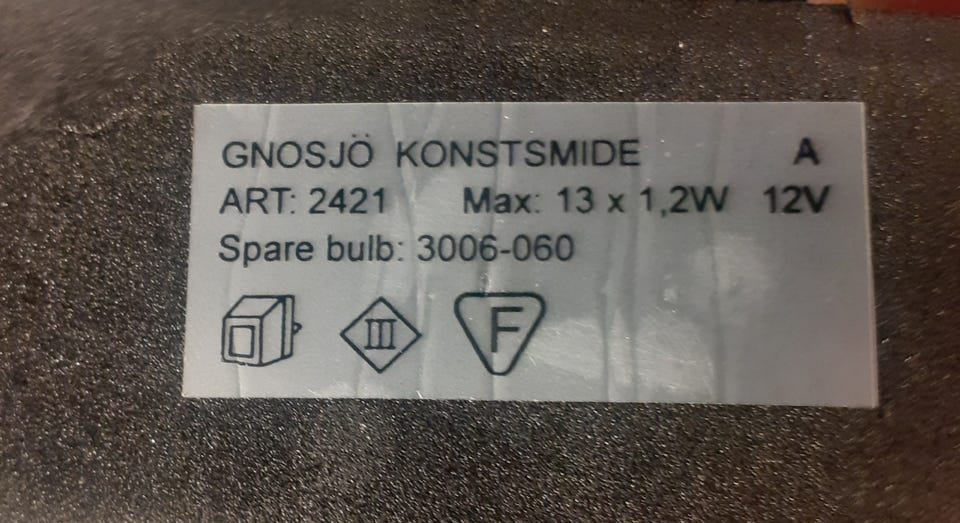 GNOSJÖ KONSTSMIDE A
ART: 2421 Max: 13 x 1,2W 12V
Spare bulb: 3006-060
III F